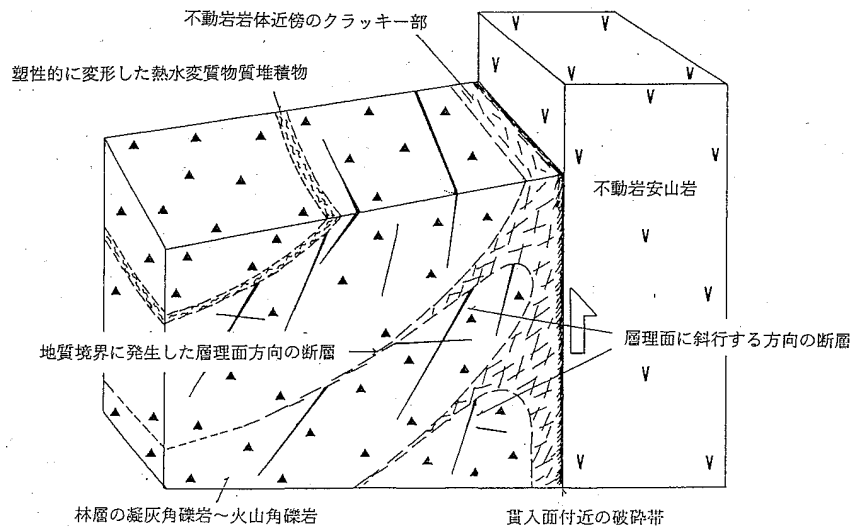 不動岩岩体近傍のクラッキー部
塑性的に変形した熱水変質物質堆積物
不動岩安山岩
地質境界に発生した層理面方向の断層
層理面に斜行する方向の断層
林層の凝灰角礫岩～火山角礫岩
貫入面付近の破砕帯